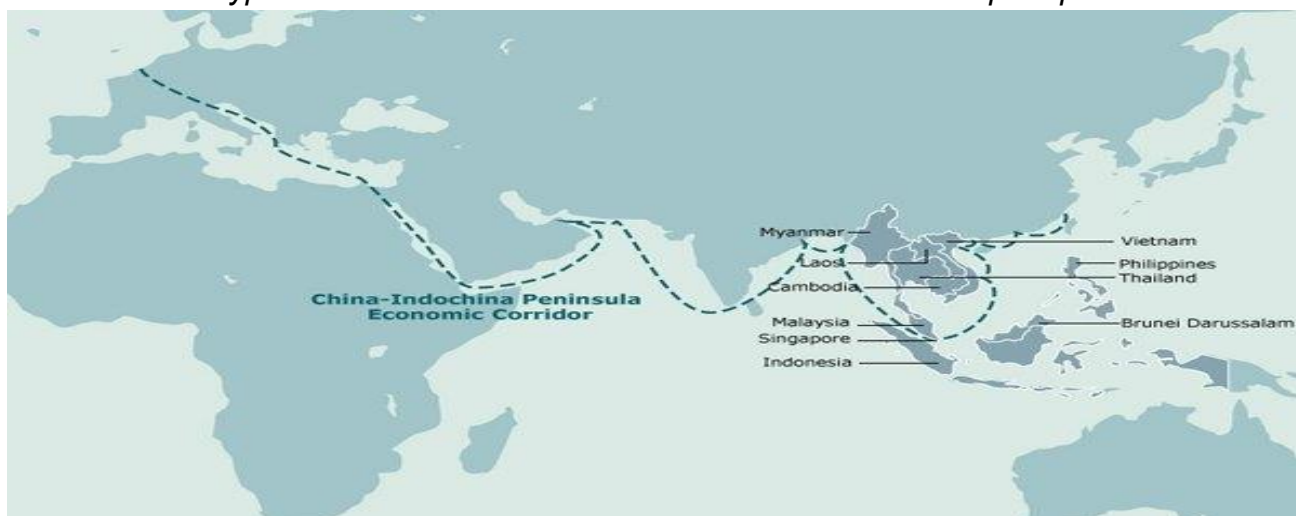 Myanmar
Vietnam
Laos
Philippines
Thailand
Cambodia
China-Indochina Peninsula
Economic Corridor
Malaysia
Brunei Darussalam
Singapore
Indonesia